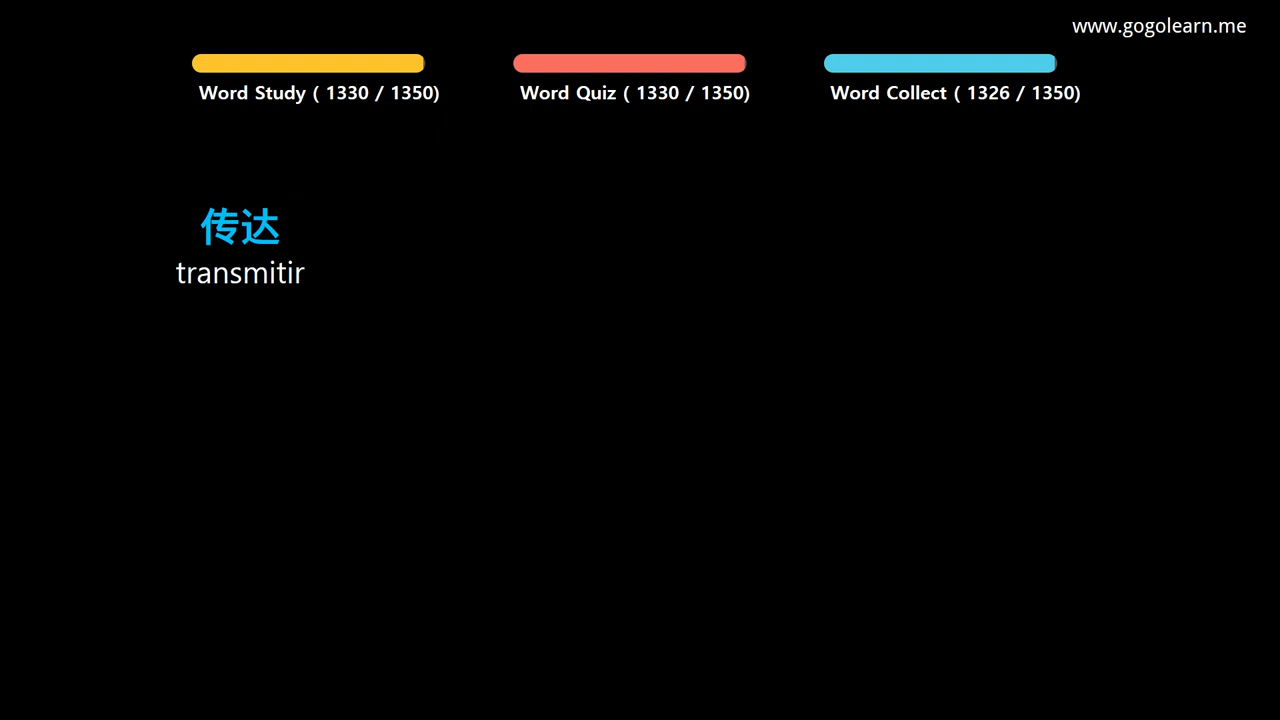 www.gogolearn.me
Word Study ( 1330 / 1350)
Word Quiz ( 1330 / 1350)
Word Collect ( 1326 / 1350)
传达
transmitir